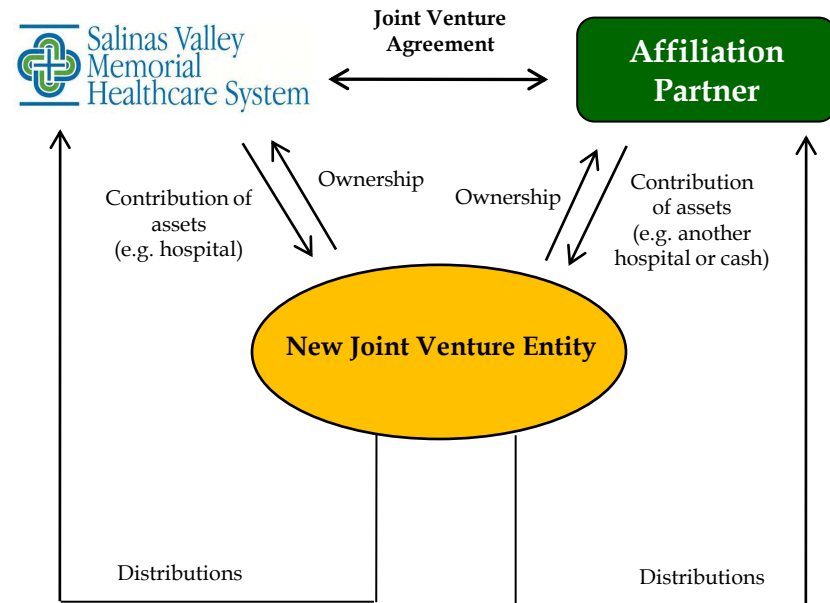 Joint Venture
Agreement
Salinas Valley
Memorial
Healthcare System
Affiliation
Partner
Contribution of
assets
(e.g. hospital)
Ownership
Ownership
Contribution
of assets
(e.g. another
hospital or cash)
New Joint Venture Entity
Distributions
Distributions